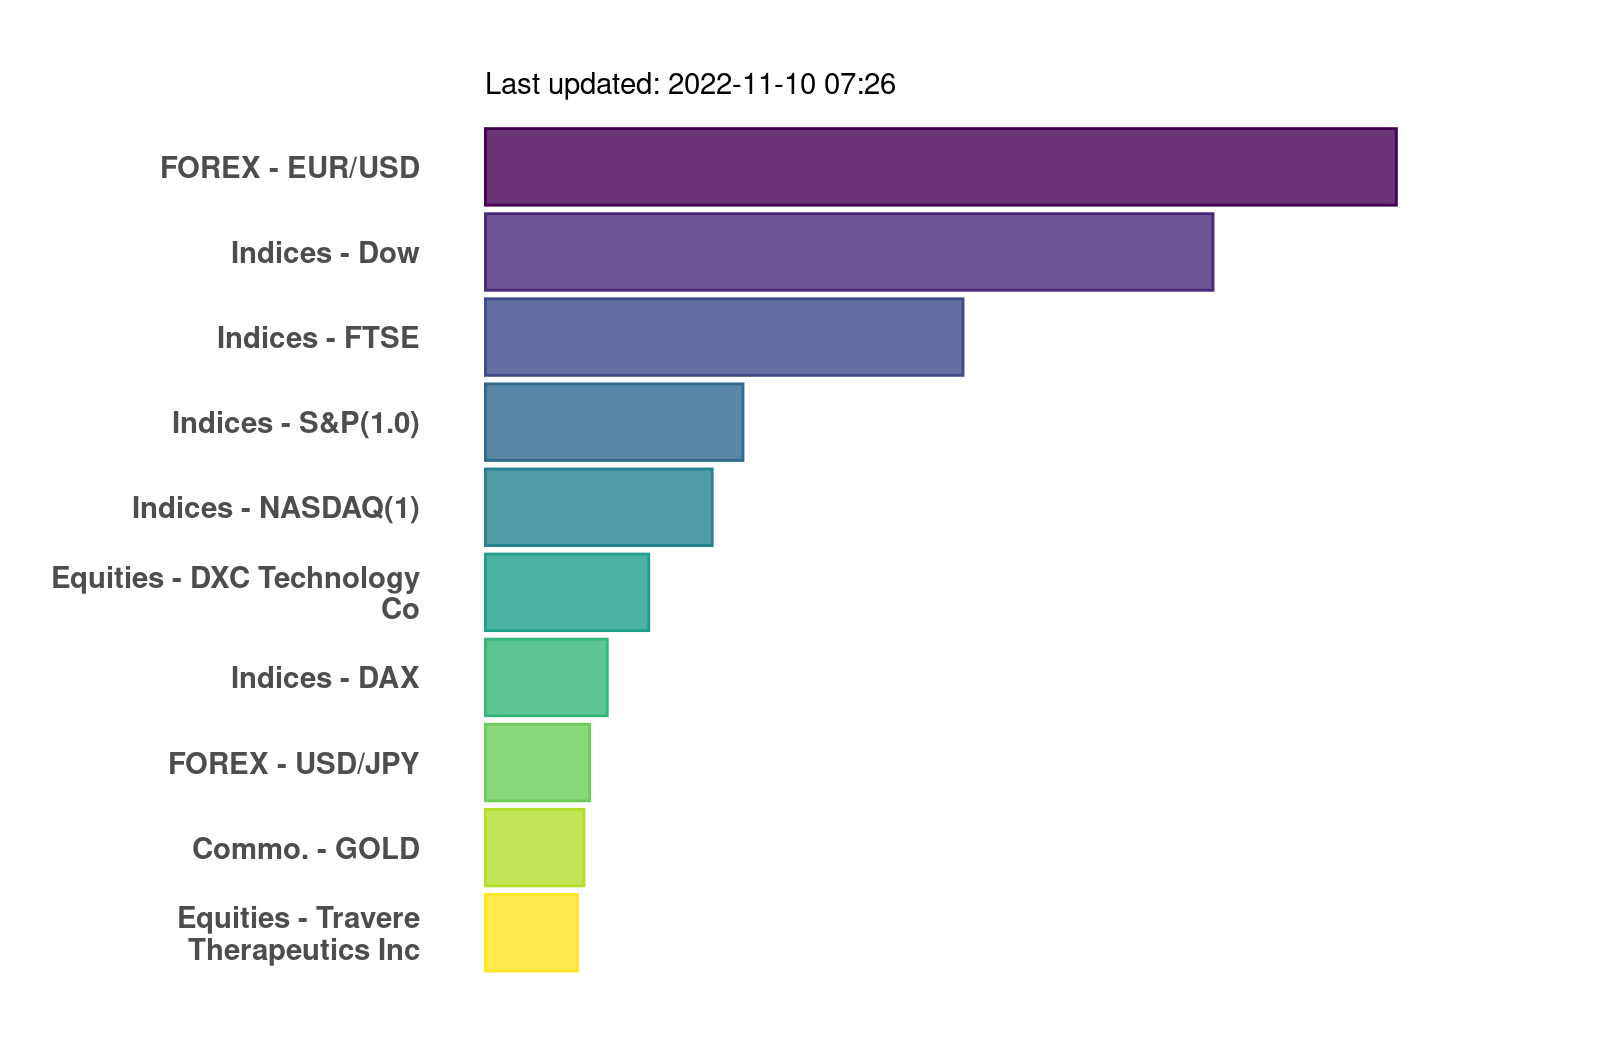 Last updated: 2022-11-10 07:26
FOREX - EUR/USD
Indices - Dow
Indices - FTSE
Indices - S&P(1.0)
Indices - NASDAQ(1)
Equities - DXC Technology
Co
Indices - DAX
FOREX - USD/JPY
Commo. - GOLD
Equities - Travere
Therapeutics Inc